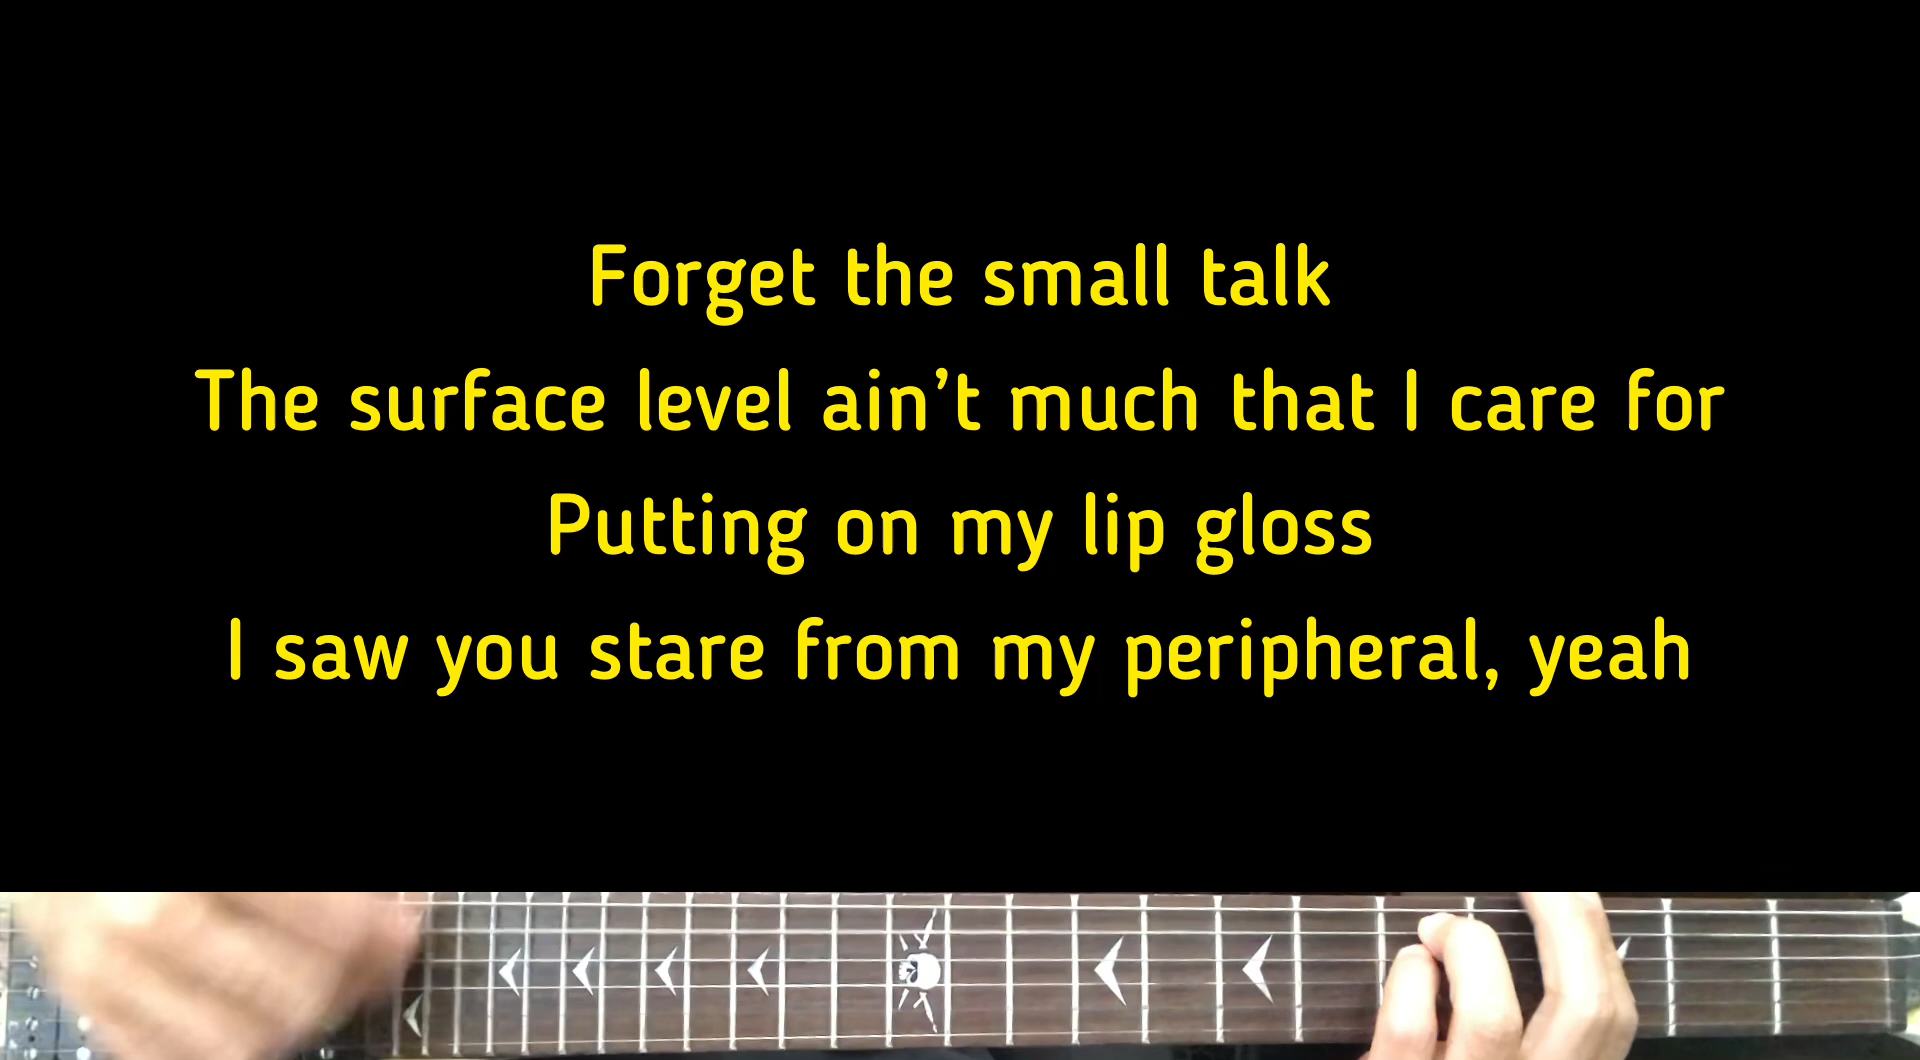 Forget the small talk
The surface level ain’t much that I care for
Putting on my lip gloss
I saw you stare from my peripheral, yeah